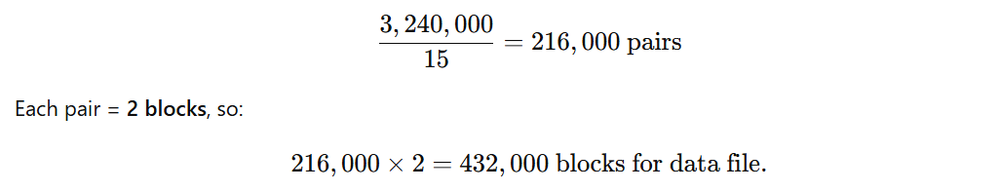 3, 240, 000
15
= 216, 000 pairs
Each pair = 2 blocks, so:
216, 000 × 2 = 432, 000 blocks for data file.